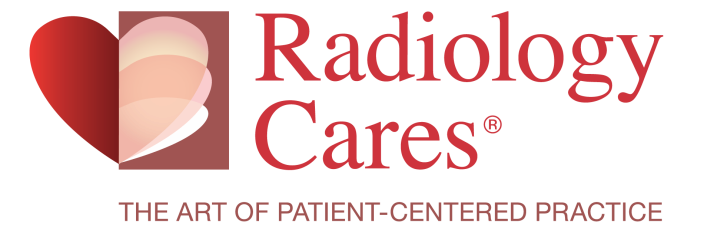 Radiology
Cares®
THE ART OF PATIENT-CENTERED PRACTICE